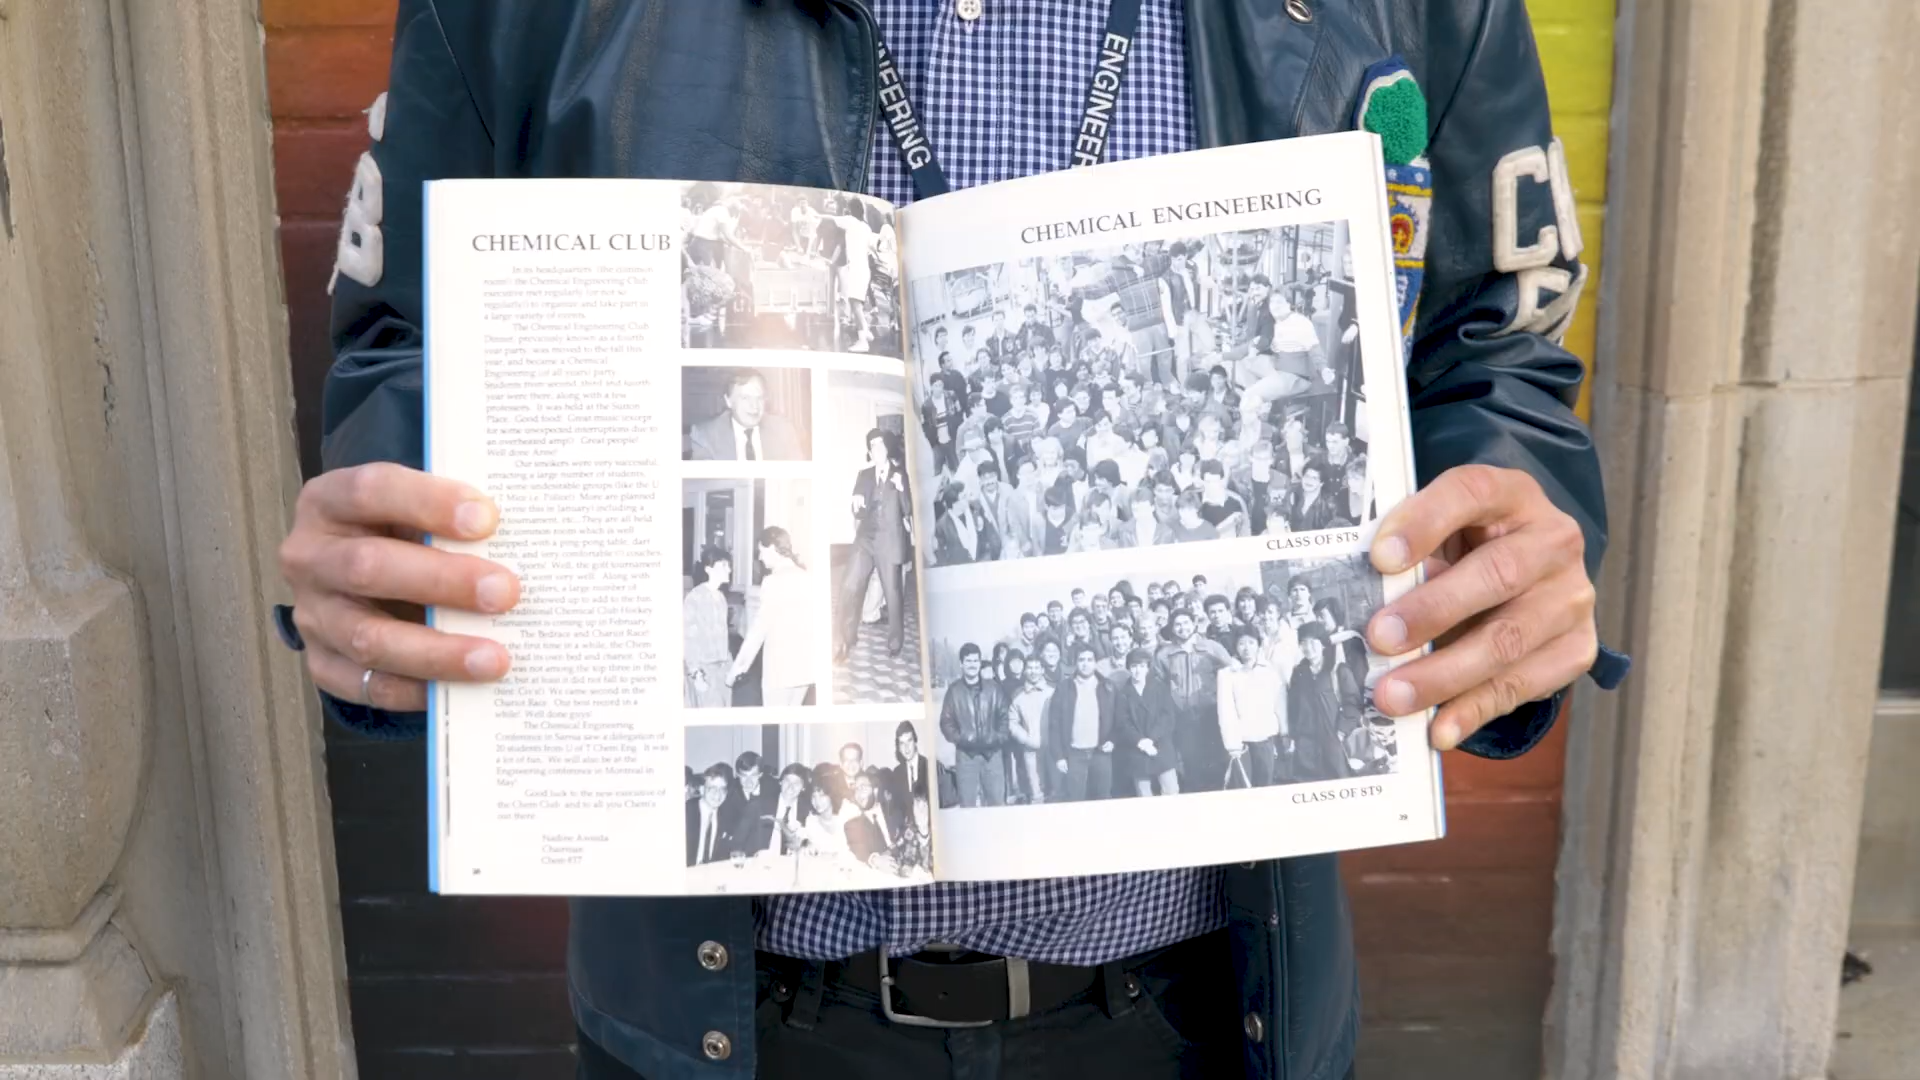 NEERING
ENGINEER
B
CH
E
CHEMICAL CLUB
In its headquarters (the common
room!) the Chemical Engineering Club
executive met regularly (or not so
regularly!) to organize and take part in
a large variety of events.
The Chemical Engineering Club
Dinner, previously known as a fourth
year party, was moved to the fall this
year, and became a Chemical
Engineering (of all years) party.
Students from second, third and fourth
year were there, along with a few
professors. It was held at the Sutton
Place. Good food! Great music (except
for some unexpected interruptions due to
an overheated amp!). Great people!
Well done Anne!
Our smokers were very successful,
attracting a large number of students,
and some undesirable groups (like the U
of T Mice i.e. Police!). More are planned
I write this in January) including a
tournament, etc... They are all held
the common room which is well
equipped with a ping-pong table, dart
boards, and very comfortable (!) couches.
Sports! Well, the golf tournament
all went very well. Along with
golfers, a large number of
showed up to add to the fun.
traditional Chemical Club Hockey
Tournament is coming up in February.
The Bedrace and Chariot Race!
the first time in a while, the Chem
had its own bed and chariot. Our
was not among the top three in the
but at least it did not fall to pieces
(hint: Civ's!). We came second in the
Chariot Race. Our best record in a
while! Well done guys!
The Chemical Engineering
Conference in Sarnia saw a delegation of
20 students from U of T Chem Eng. It was
a lot of fun. We will also be at the
Engineering conference in Montreal in
May!
Good luck to the new executive of
the Chem Club and to all you Chem's
out there.
Nadine
Chairman
Chem 8T7
38
CHEMICAL ENGINEERING
CLASS OF 8T8
CLASS OF 8T9
39